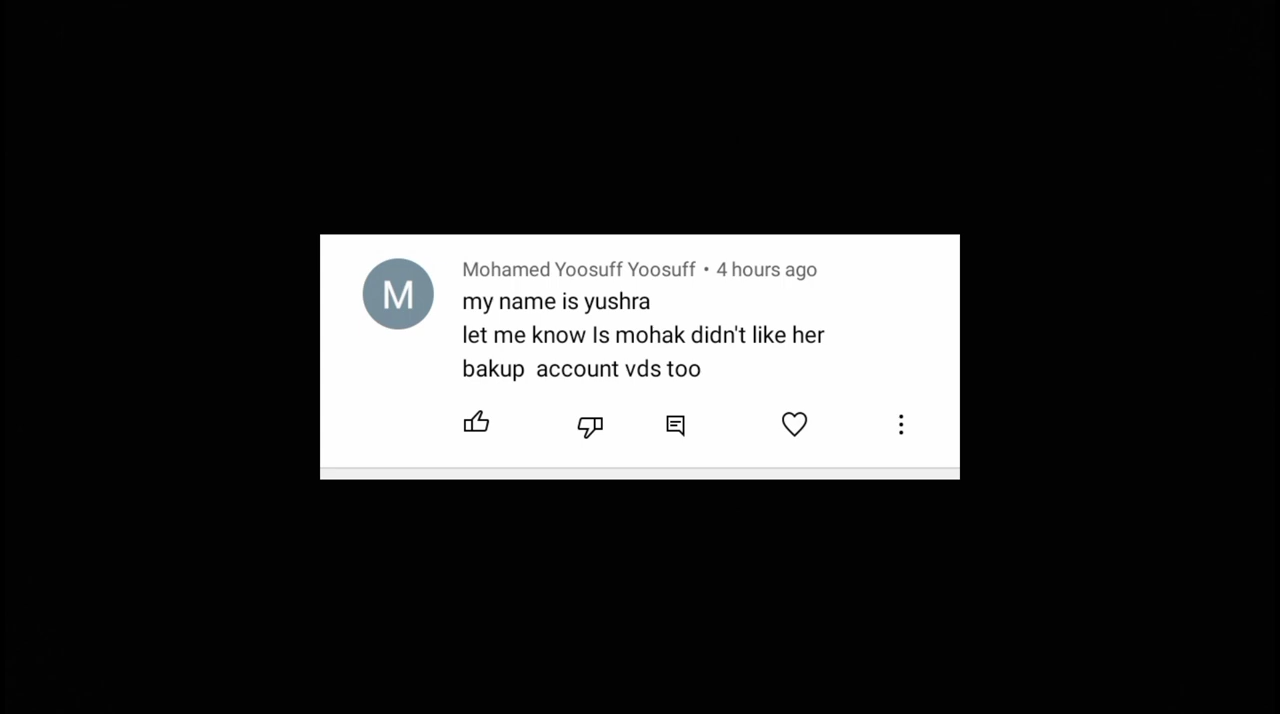 Mohamed Yoosuff Yoosuff • 4 hours ago
M
my name is yushra
let me know Is mohak didn't like her
bakup  account vds too